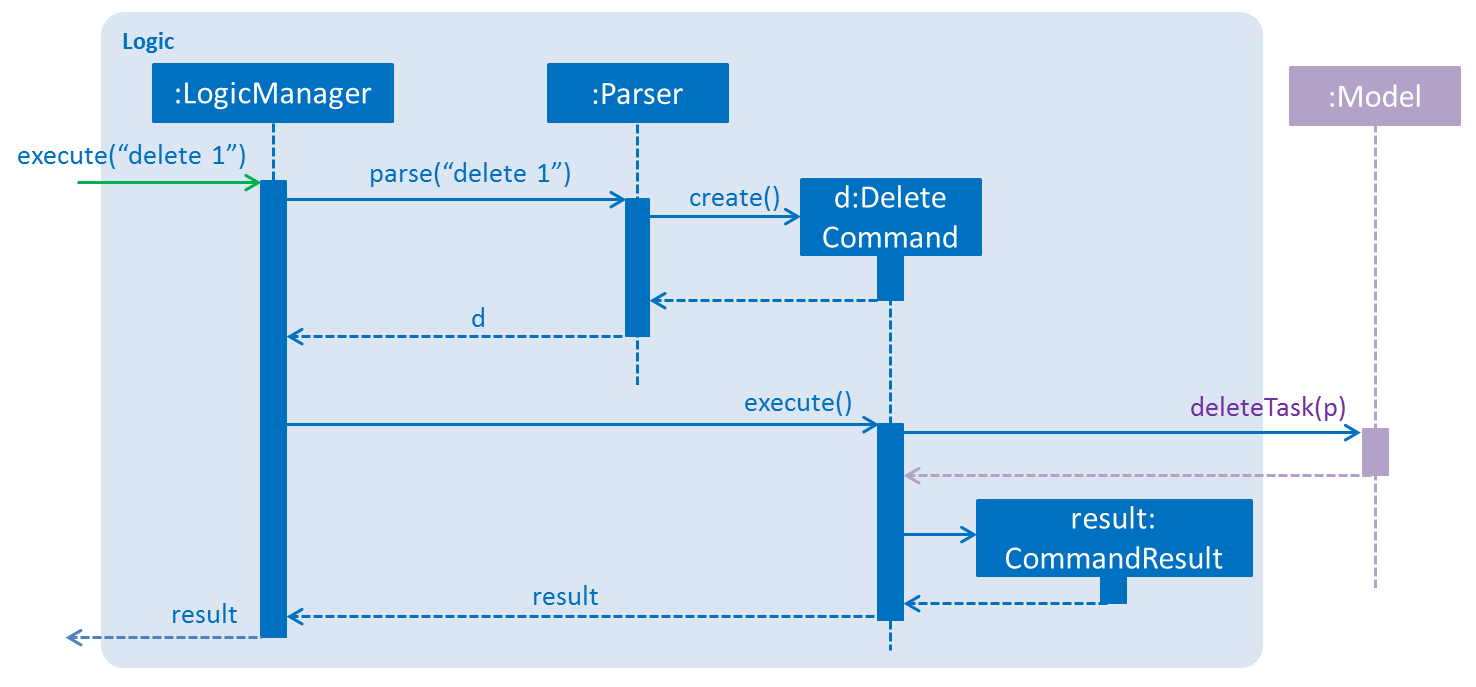 Logic
:LogicManager
:Parser
:Model
execute(“delete 1”)
parse(“delete 1”)
create()
d:Delete
Command
d
execute()
deleteTask(p)
result:
CommandResult
result
result